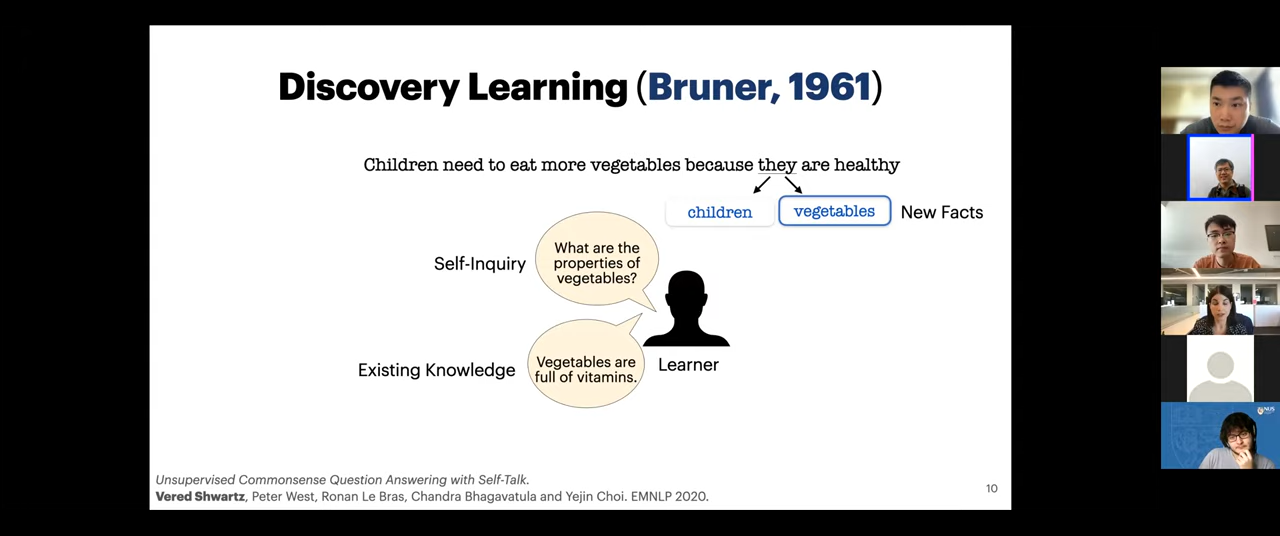 Discovery Learning (Bruner, 1961)
Children need to eat more vegetables because they are healthy
children
vegetables
New Facts
Self-Inquiry
What are the
properties of
vegetables?
Existing Knowledge
Vegetables are
full of vitamins.
Learner
Unsupervised Commonsense Question Answering with Self-Talk.
Vered Shwartz, Peter West, Ronan Le Bras, Chandra Bhagavatula and Yejin Choi. EMNLP 2020.
10
NUS